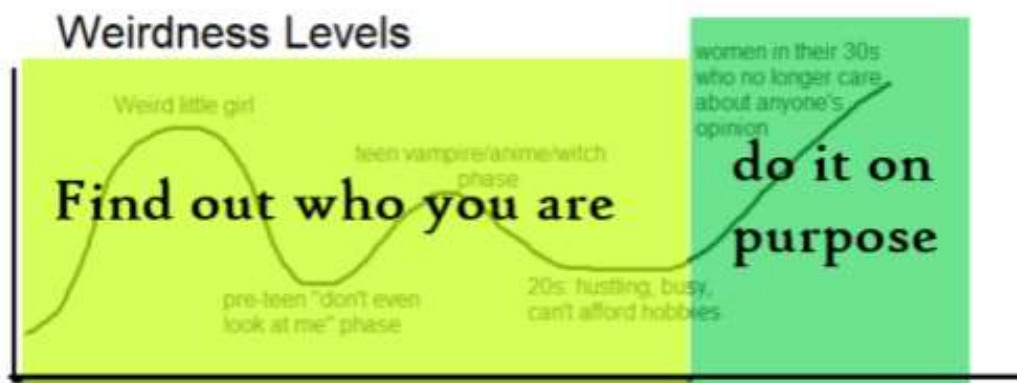 Weirdness Levels
women in their 30s
who no longer care
about anyone's
opinion
Weird little girl
teen vampire/anime/witch
phase
Find out who you are
do it on
purpose
pre-teen "don't even
look at me" phase
20s: hustling, busy,
can't afford hobbies